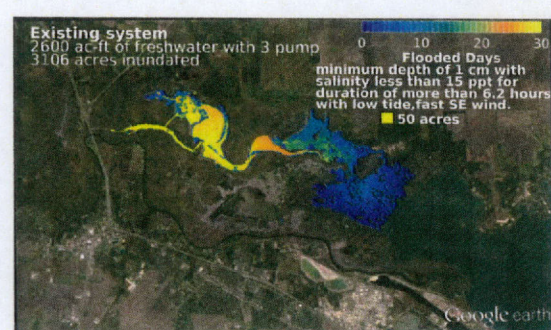 Existing system
2600 ac-ft of freshwater with 3 pump
3106 acres inundated
0 10 20 30
Flooded Days
minimum depth of 1 cm with
salinity less than 15 ppt for
duration of more than 6.2 hours
with low tide,fast SE wind.
50 acres
Google earth